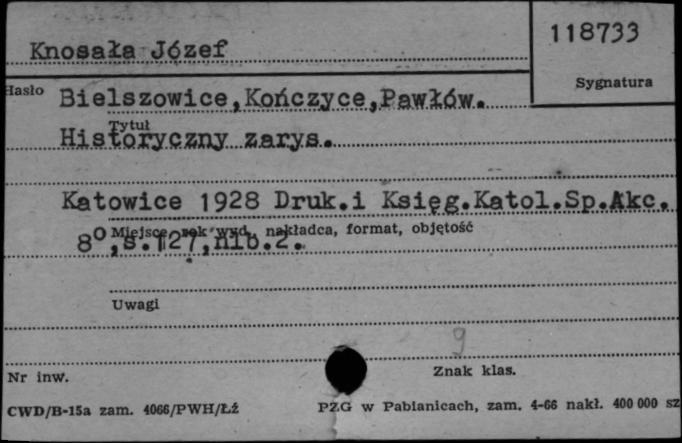 Knosała Józef
118733
Sygnatura
Hasło
Bielszowice,Kończyce,Pawłów.
Tytuł
Historyczny zarys.
Katowice 1928 Druk.i Księg.Katol.Sp.Akc.
Miejsce, rok wyd., nakładca, format, objętość
8°,s.127,nlb.2.
Uwagi
9
Nr inw.
Znak klas.
CWD/B-15a zam. 4066/PWH/Łź
PZG w Pabianicach, zam. 4-66 nakł. 400 000 sz